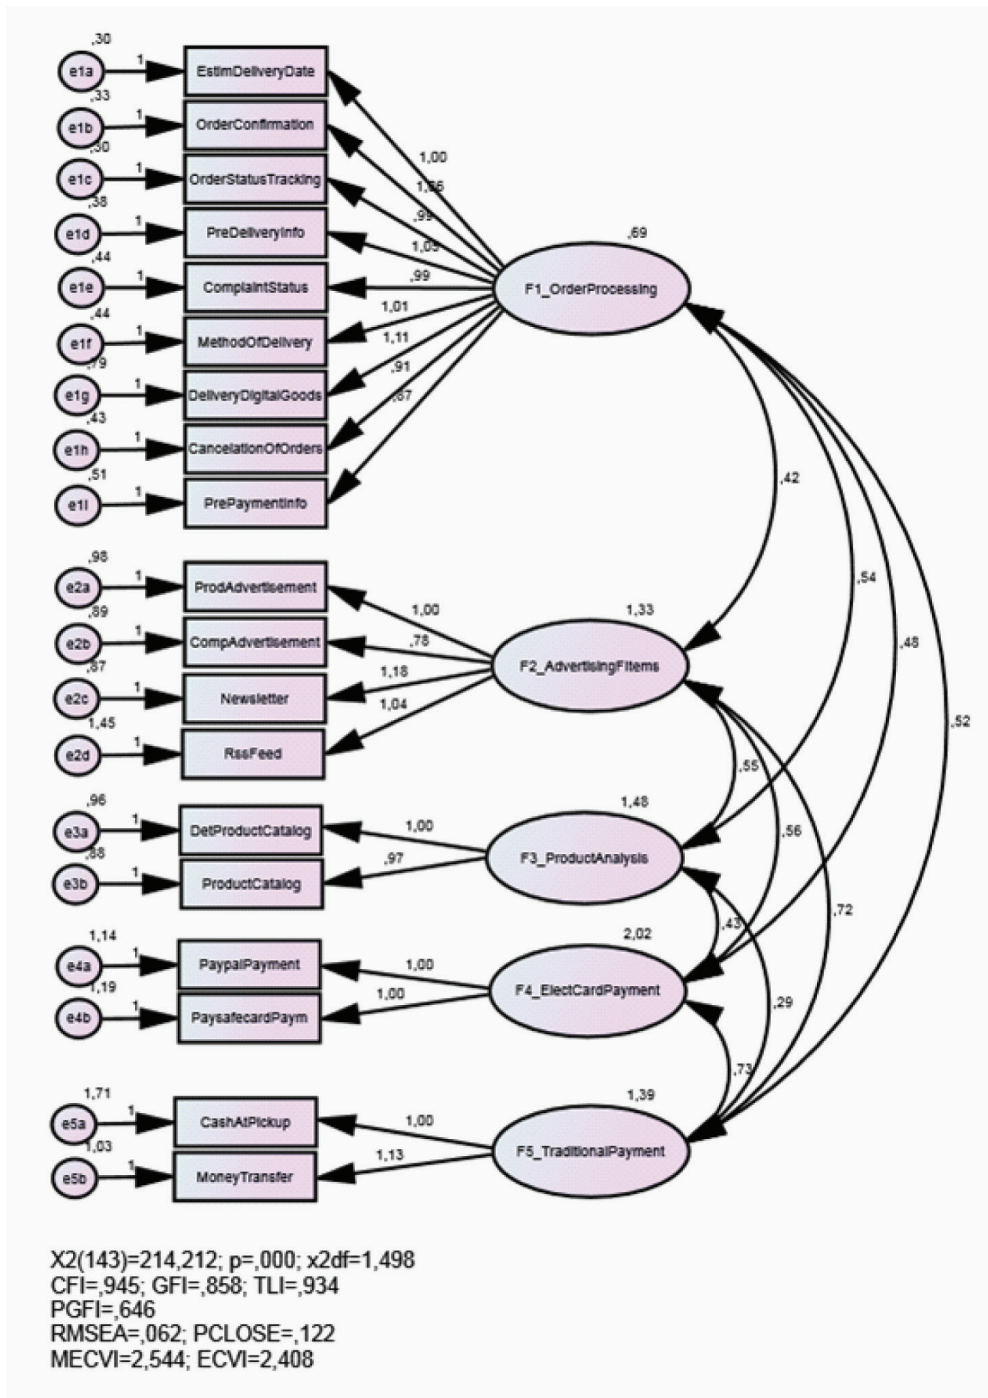 ,30
e1a 1 EstimDeliveryDate
,33
e1b 1 OrderConfirmation
,30
e1c 1 OrderStatusTracking
,38
e1d 1 PreDeliveryInfo
,44
e1e 1 ComplaintStatus
,44
e1f 1 MethodOfDelivery
,79
e1g 1 DeliveryDigitalGoods
,43
e1h 1 CancelationOfOrders
,51
e1i 1 PrePaymentInfo
1,00
1,06
,99
1,05
,99
1,01
1,11
,91
,87
,69
F1_OrderProcessing
,98
e2a 1 ProdAdvertisement
,89
e2b 1 CompAdvertisement
,87
e2c 1 Newsletter
1,45
e2d 1 RssFeed
1,00
,78
1,18
1,04
1,33
F2_AdvertisingFItems
,96
e3a 1 DetProductCatalog
,88
e3b 1 ProductCatalog
1,00
,97
1,48
F3_ProductAnalysis
1,14
e4a 1 PaypalPayment
1,19
e4b 1 PaysafecardPaym
1,00
1,00
2,02
F4_ElectCardPayment
1,71
e5a 1 CashAtPickup
1,03
e5b 1 MoneyTransfer
1,00
1,13
1,39
F5_TraditionalPayment
,42
,54
,48
,52
,55
,56
,72
,43
,29
,73
X2(143)=214,212; p=,000; x2df=1,498
CFI=,945; GFI=,858; TLI=,934
PGFI=,646
RMSEA=,062; PCLOSE=,122
MECVI=2,544; ECVI=2,408